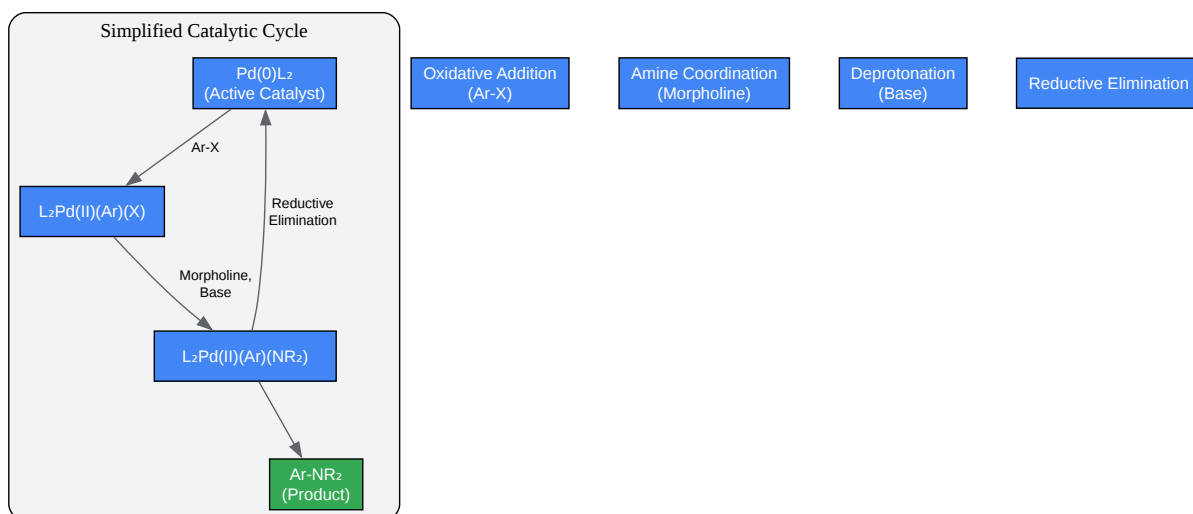 Simplified Catalytic Cycle
Pd(0)L₂
(Active Catalyst)
Oxidative Addition
(Ar-X)
Amine Coordination
(Morpholine)
Deprotonation
(Base)
Reductive Elimination
Ar-X
L₂Pd(II)(Ar)(X)
Reductive
Elimination
Morpholine,
Base
L₂Pd(II)(Ar)(NR₂)
Ar-NR₂
(Product)